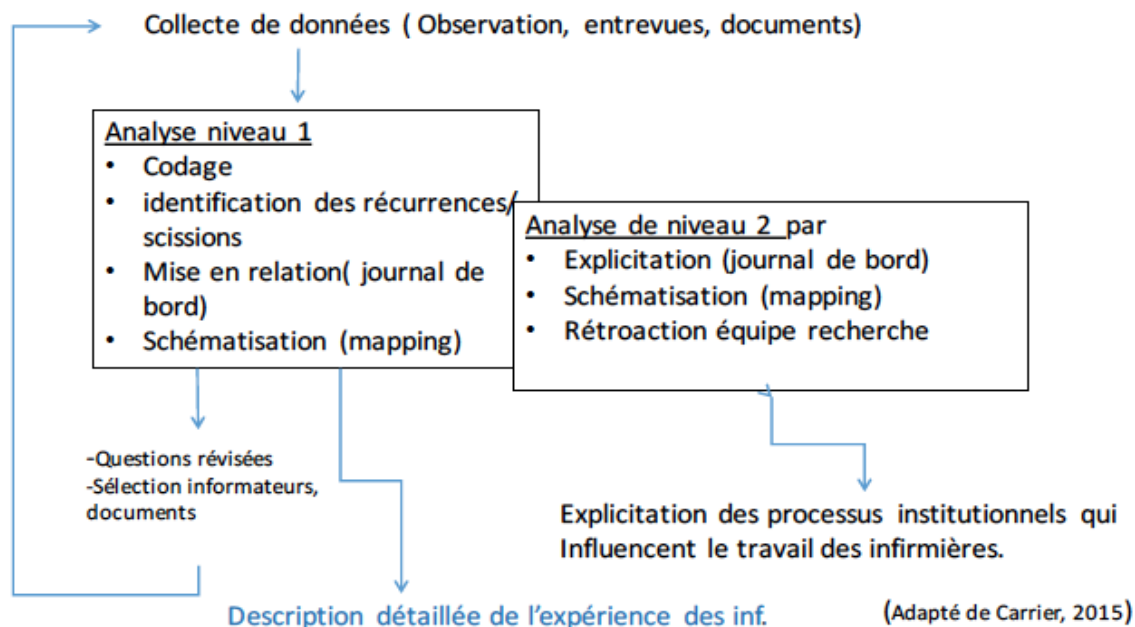 Collecte de données ( Observation, entrevues, documents)
Analyse niveau 1
• Codage
• identification des récurrences/
scissions
• Mise en relation( journal de
bord)
• Schématisation (mapping)
Analyse de niveau 2 par
• Explicitation (journal de bord)
• Schématisation (mapping)
• Rétroaction équipe recherche
-Questions révisées
-Sélection informateurs,
documents
Explicitation des processus institutionnels qui
Influencent le travail des infirmières.
Description détaillée de l'expérience des inf.
(Adapté de Carrier, 2015)